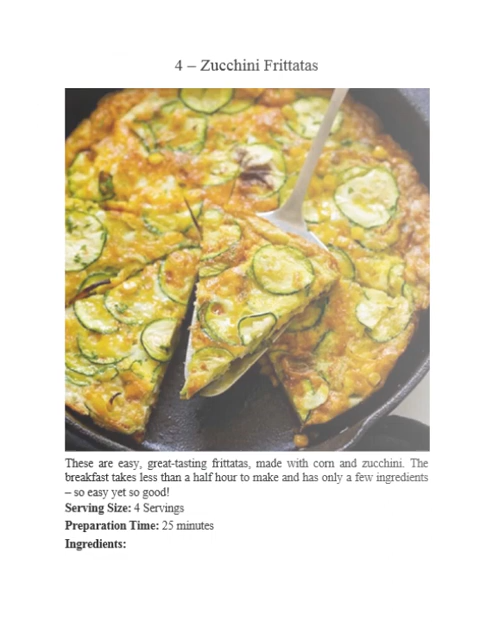 4 – Zucchini Frittatas
These are easy, great-tasting frittatas, made with corn and zucchini. The
breakfast takes less than a half hour to make and has only a few ingredients
– so easy yet so good!
Serving Size: 4 Servings
Preparation Time: 25 minutes
Ingredients: